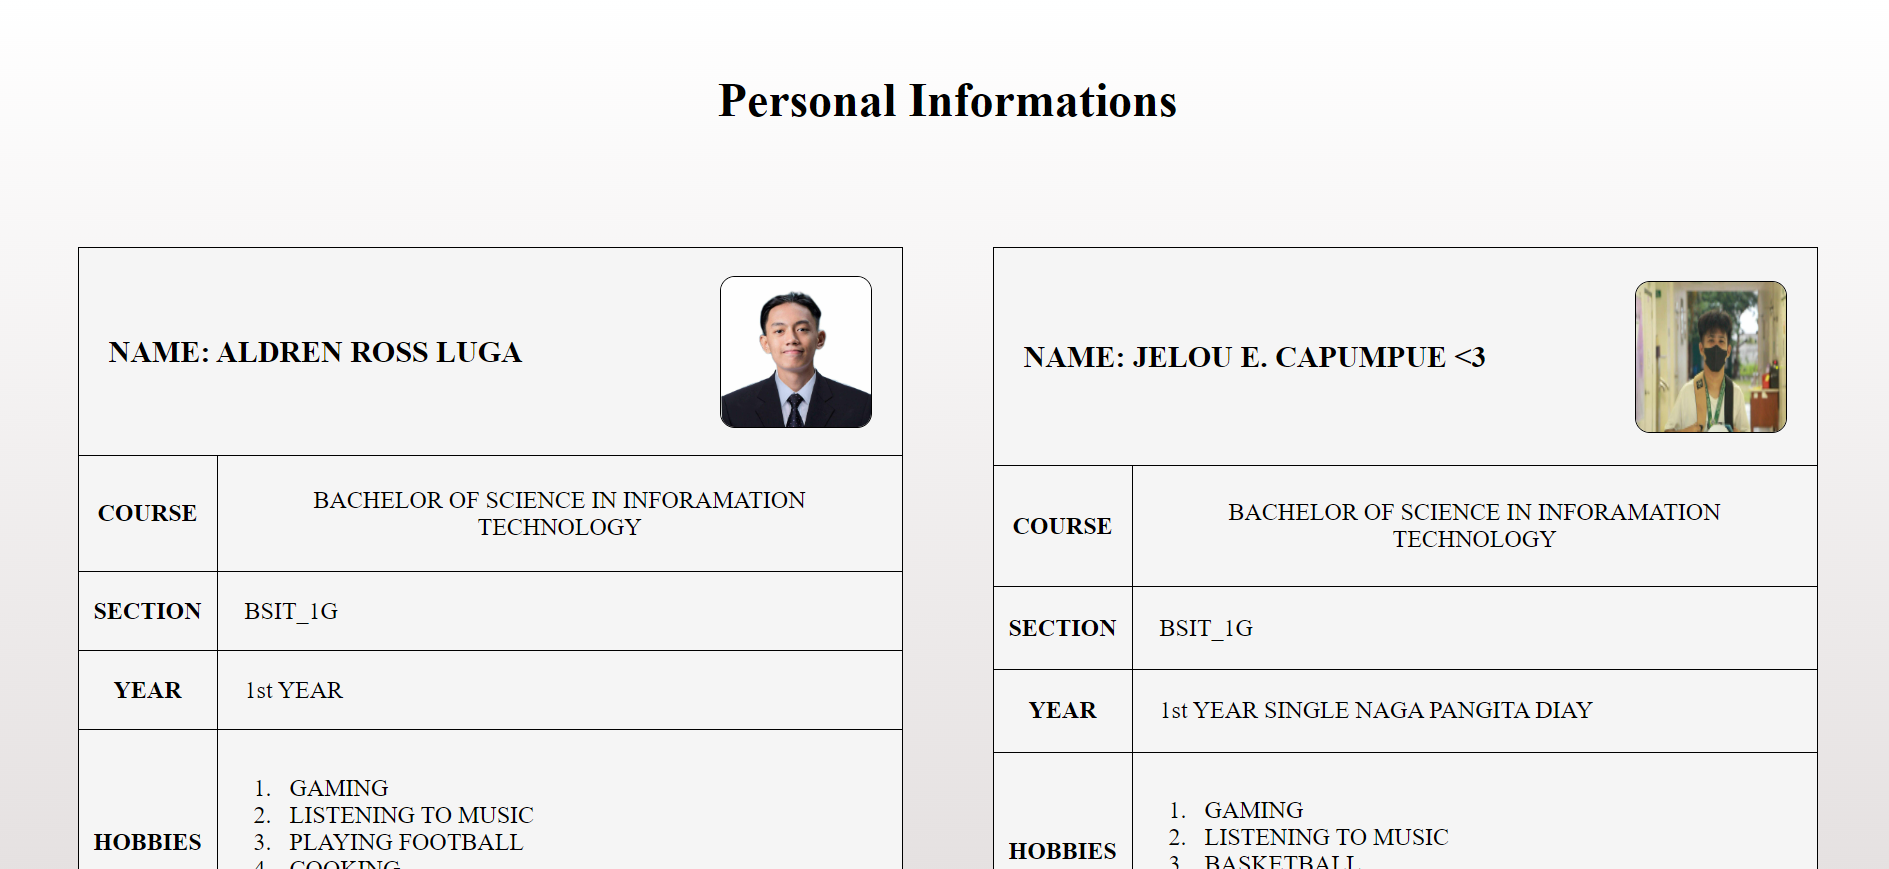 Personal Informations
NAME: ALDREN ROSS LUGA
COURSE
BACHELOR OF SCIENCE IN INFORAMATION
TECHNOLOGY
SECTION
BSIT_1G
YEAR
1st YEAR
HOBBIES
1. GAMING
2. LISTENING TO MUSIC
3. PLAYING FOOTBALL
4. COOKING
NAME: JELOU E. CAPUMPUE <3
COURSE
BACHELOR OF SCIENCE IN INFORAMATION
TECHNOLOGY
SECTION
BSIT_1G
YEAR
1st YEAR SINGLE NAGA PANGITA DIAY
HOBBIES
1. GAMING
2. LISTENING TO MUSIC
3. BASKETBALL